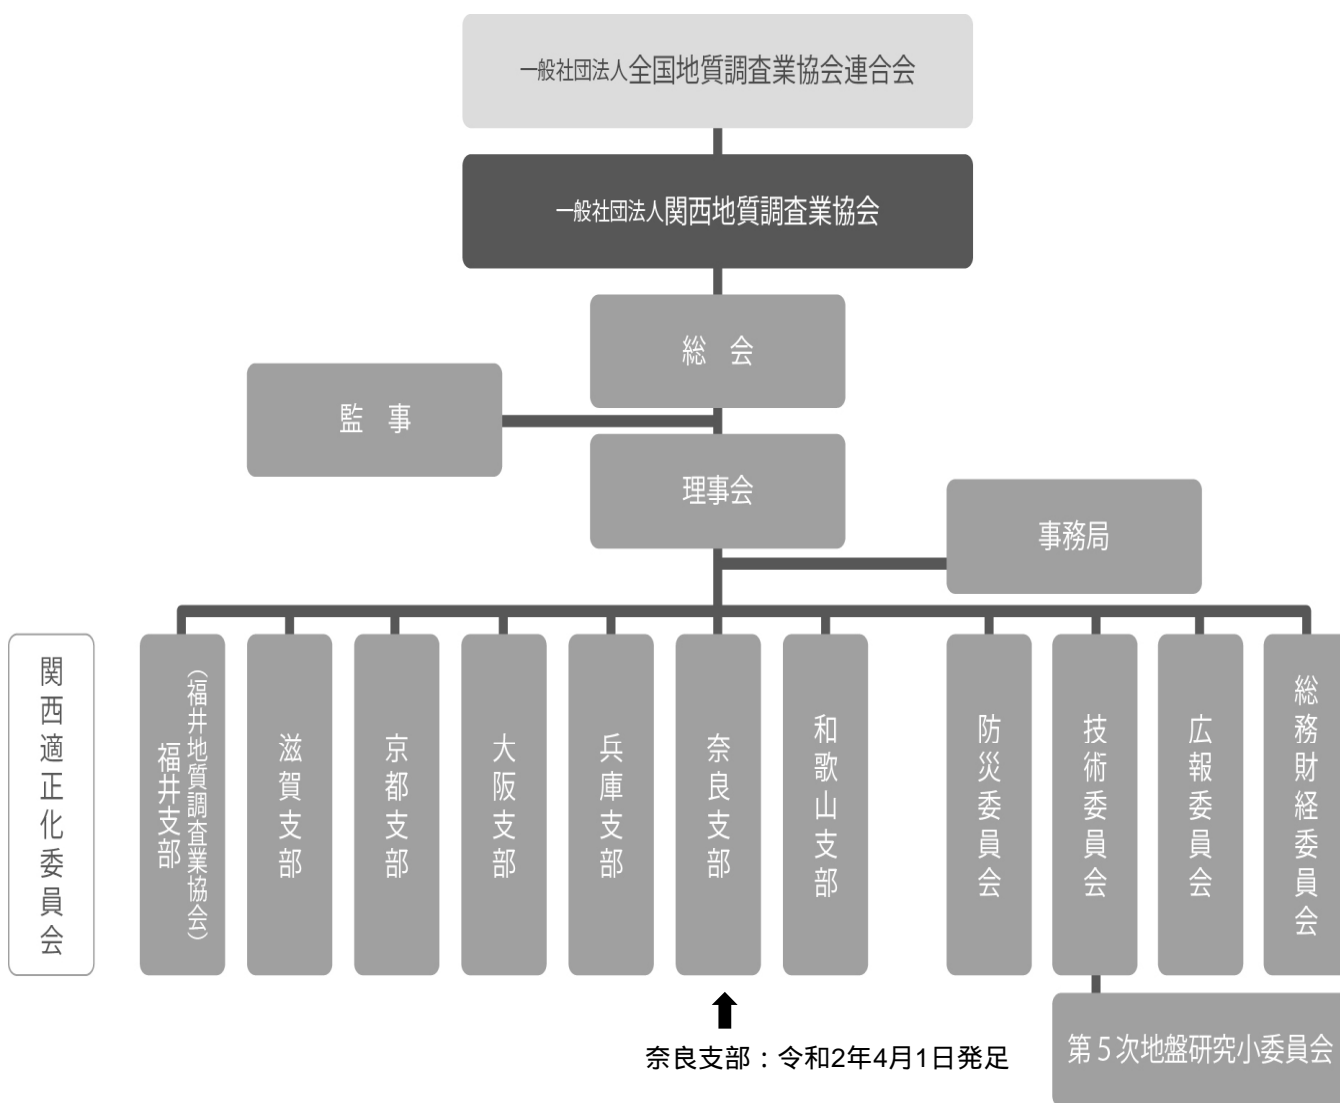 一般社団法人全国地質調査業協会連合会
一般社団法人関西地質調査業協会
総　会
監　事
理事会
事務局
関西適正化委員会
（福井地質調査業協会）
福井支部
滋賀支部
京都支部
大阪支部
兵庫支部
奈良支部
和歌山支部
防災委員会
技術委員会
広報委員会
総務財経委員会
第５次地盤研究小委員会
奈良支部：令和2年4月1日発足